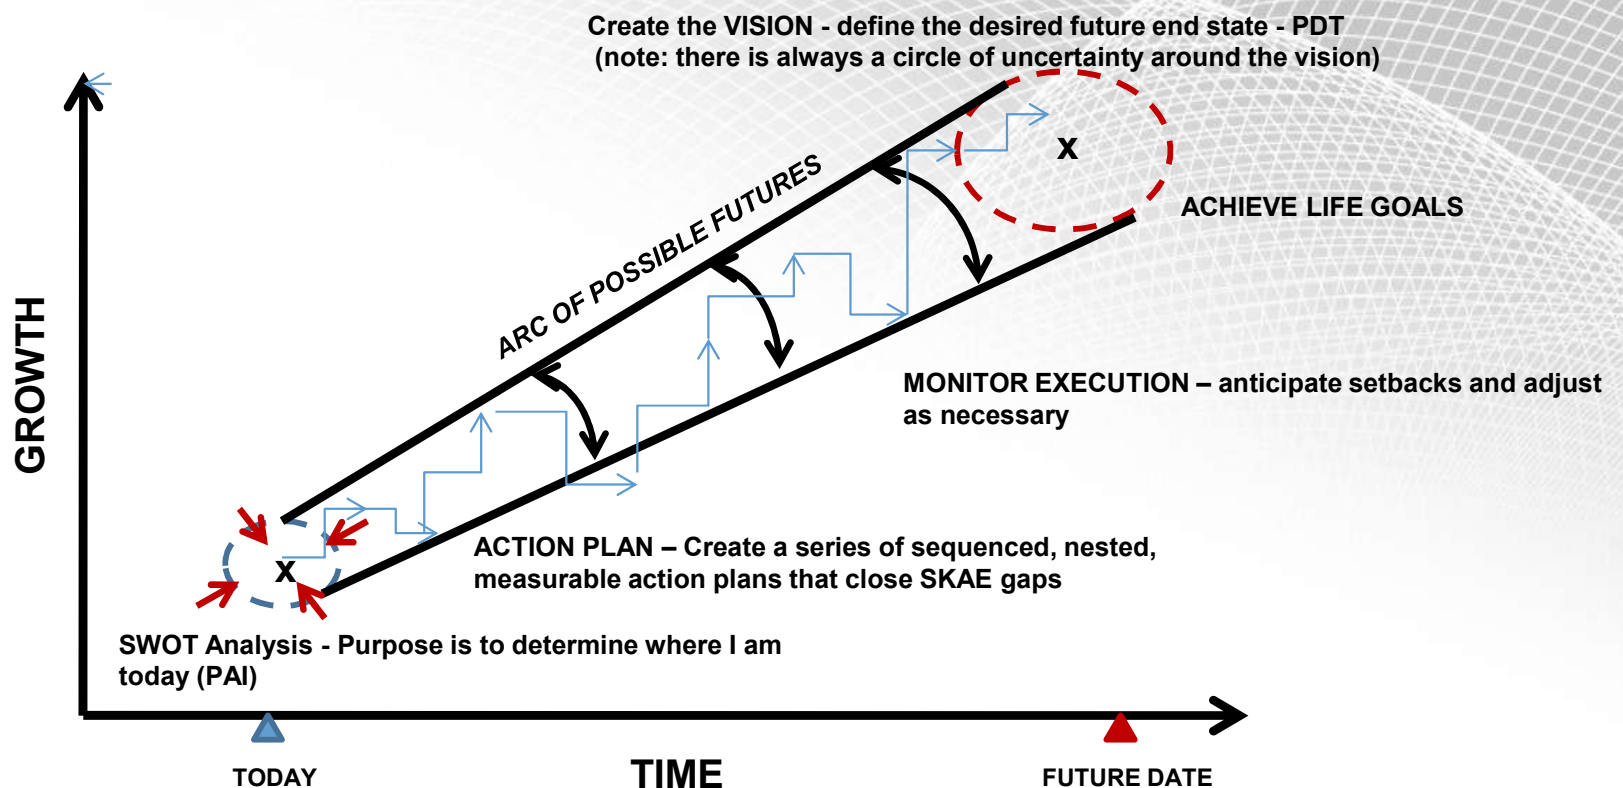 Create the VISION - define the desired future end state - PDT
(note: there is always a circle of uncertainty around the vision)
X
ARC OF POSSIBLE FUTURES
ACHIEVE LIFE GOALS
GROWTH
MONITOR EXECUTION – anticipate setbacks and adjust
as necessary
ACTION PLAN – Create a series of sequenced, nested,
measurable action plans that close SKAE gaps
X
SWOT Analysis - Purpose is to determine where I am
today (PAI)
TODAY
TIME
FUTURE DATE